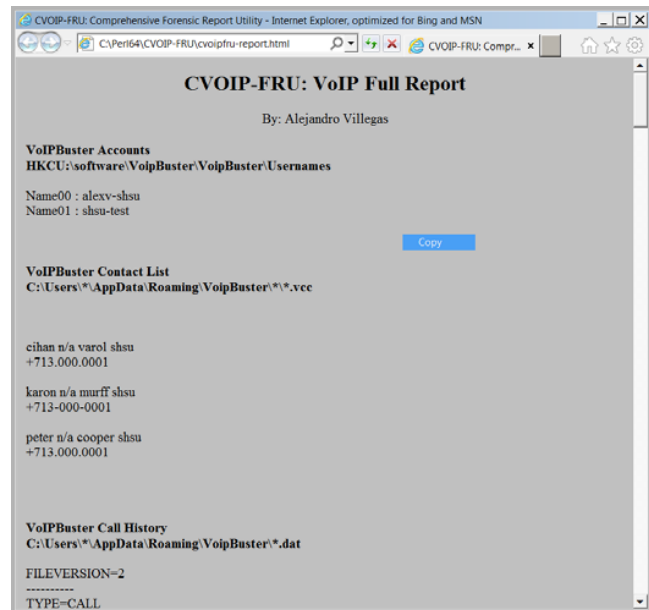 CVOIP-FRU: Comprehensive Forensic Report Utility - Internet Explorer, optimized for Bing and MSN
C:\Perl64\CVOIP-FRU\cvoipfru-report.html
CVOIP-FRU: Compr...
CVOIP-FRU: VoIP Full Report
By: Alejandro Villegas
VoIPBuster Accounts
HKCU:\software\VoipBuster\VoipBuster\Usernames
Name00 : alexv-shsu
Name01 : shsu-test
Copy
VoIPBuster Contact List
C:\Users\*\AppData\Roaming\VoipBuster\*\*.vcc
cihan n/a varol shsu
+713.000.0001
karon n/a murff shsu
+713-000-0001
peter n/a cooper shsu
+713.000.0001
VoIPBuster Call History
C:\Users\*\AppData\Roaming\VoipBuster\*.dat
FILEVERSION=2
----------
TYPE=CALL